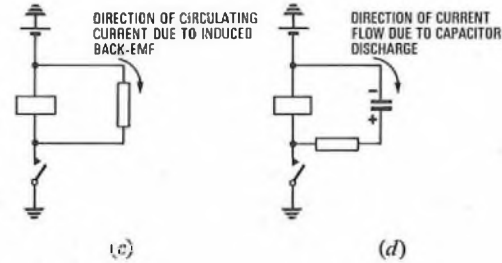 DIRECTION OF CIRCULATING
CURRENT DUE TO INDUCED
BACK-EMF
DIRECTION OF CURRENT
FLOW DUE TO CAPACITOR
DISCHARGE
−
+
(c)
(d)